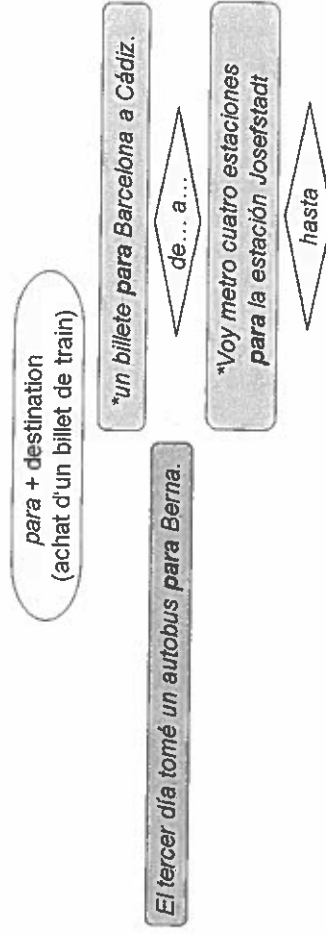 para + destination
(achat d'un billet de train)
El tercer día tomé un autobus para Berna.
*un billete para Barcelona a Cádiz.
de... a...
*Voy metro cuatro estaciones
para la estación Josefstadt
hasta